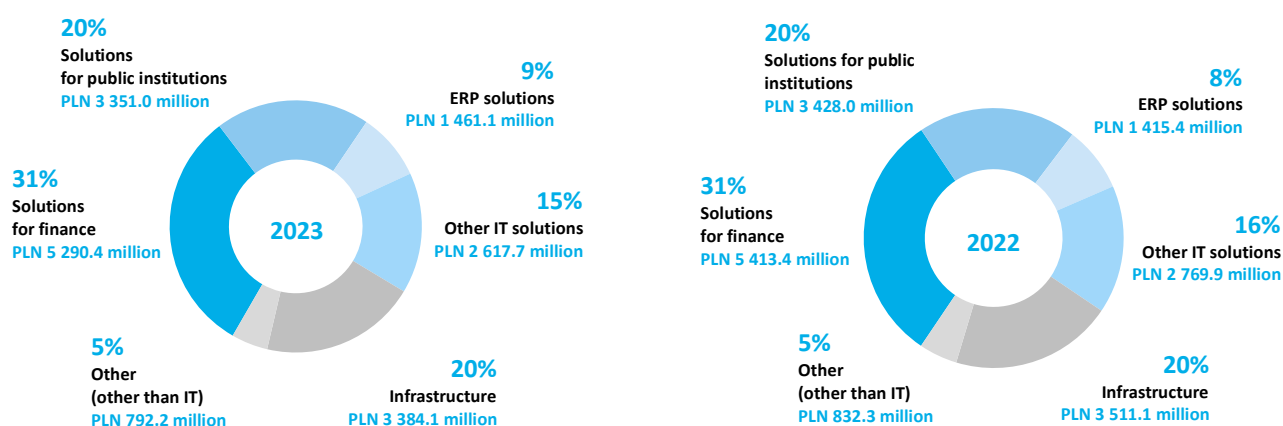 20%
Solutions
for public institutions
PLN 3 351.0 million
9%
ERP solutions
PLN 1 461.1 million
31%
Solutions
for finance
PLN 5 290.4 million
2023
15%
Other IT solutions
PLN 2 617.7 million
5%
Other
(other than IT)
PLN 792.2 million
20%
Infrastructure
PLN 3 384.1 million
20%
Solutions for public
institutions
PLN 3 428.0 million
8%
ERP solutions
PLN 1 415.4 million
31%
Solutions
for finance
PLN 5 413.4 million
2022
16%
Other IT solutions
PLN 2 769.9 million
5%
Other
(other than IT)
PLN 832.3 million
20%
Infrastructure
PLN 3 511.1 million